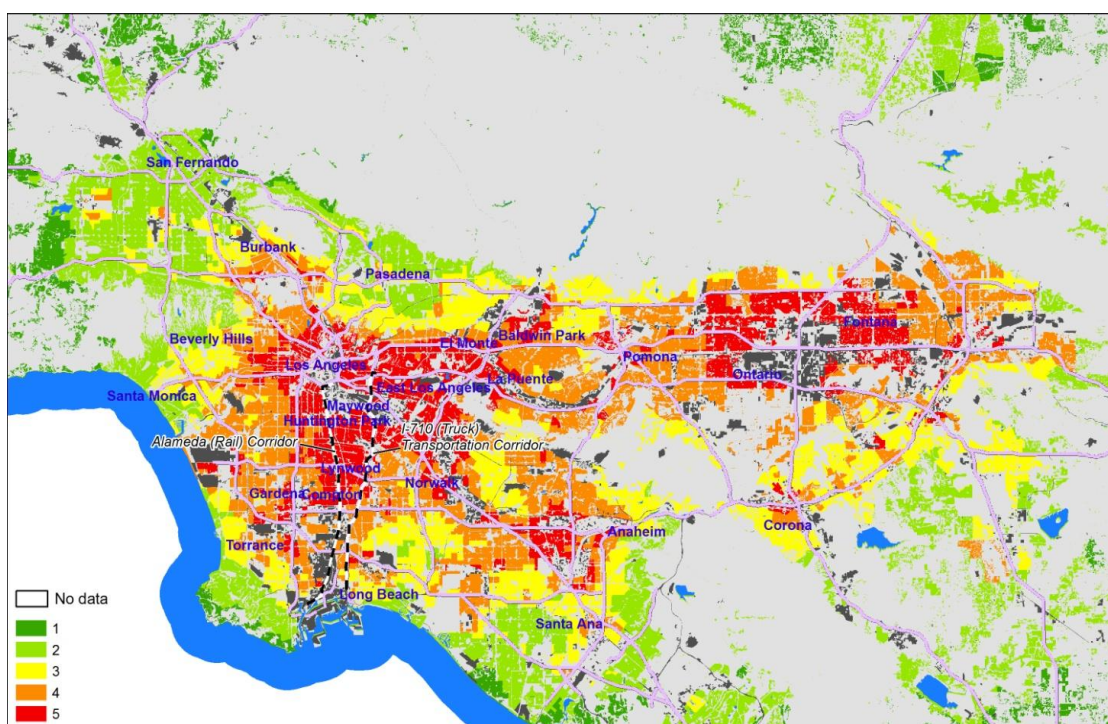 San Fernando
Burbank
Pasadena
Beverly Hills
El Monte
Baldwin Park
Fontana
Los Angeles
Pomona
Ontario
East Los Angeles
La Puente
Santa Monica
Maywood
Huntington Park
I-710 (Truck)
Transportation Corridor
Alameda (Rail) Corridor
Lynwood
Norwalk
Gardena
Compton
Torrance
Anaheim
Corona
Long Beach
Santa Ana
No data
1
2
3
4
5